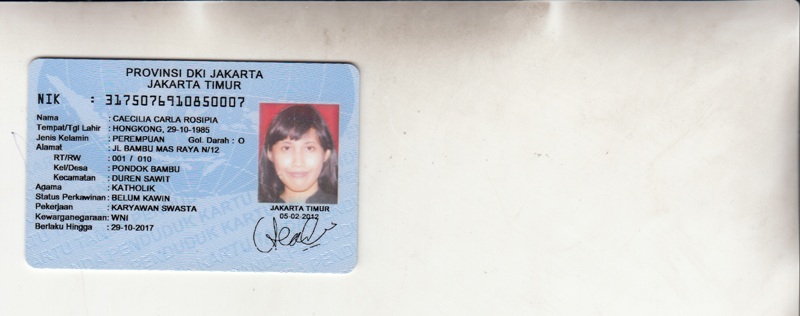 PROVINSI DKI JAKARTA
JAKARTA TIMUR
NIK : 3175076910850007
Nama : CAECILIA CARLA ROSIPIA
Tempat/Tgl Lahir : HONGKONG, 29-10-1985
Jenis Kelamin : PEREMPUAN Gol. Darah : O
Alamat : JL BAMBU MAS RAYA N/12
RT/RW : 001 / 010
Kel/Desa : PONDOK BAMBU
Kecamatan : DUREN SAWIT
Agama : KATHOLIK
Status Perkawinan : BELUM KAWIN
Pekerjaan : KARYAWAN SWASTA
Kewarganegaraan: WNI
Berlaku Hingga : 29-10-2017
JAKARTA TIMUR
05-02-2012